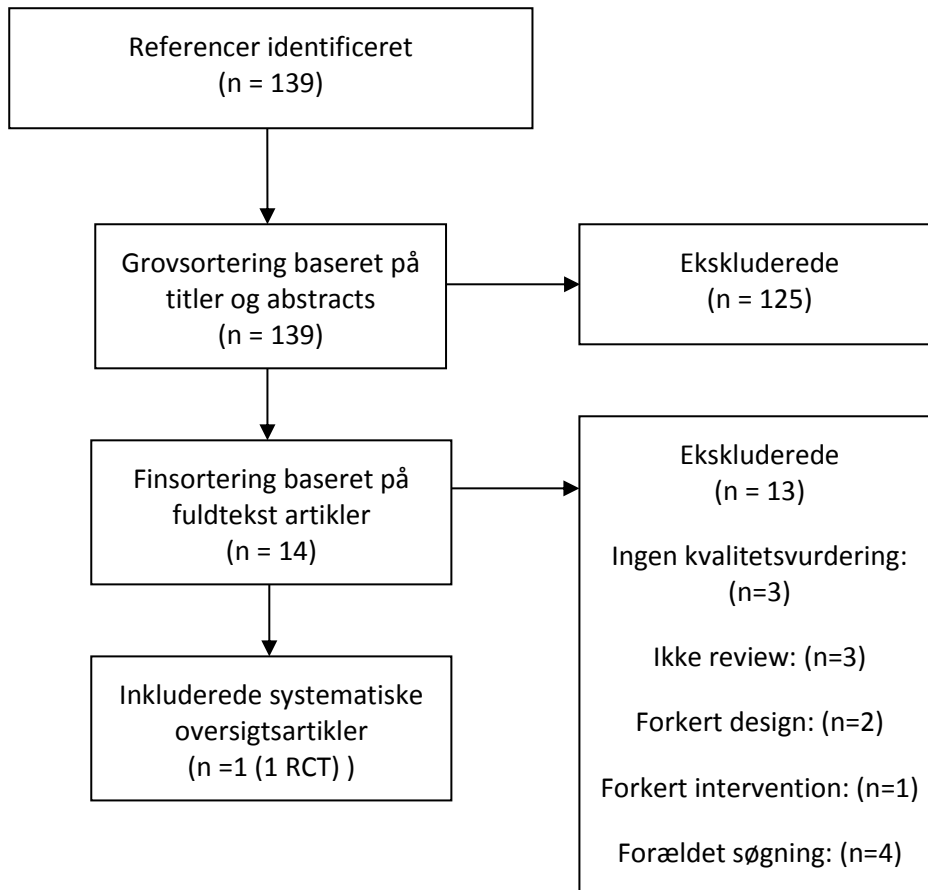 Referencer identificeret
(n = 139)
Grovsortering baseret på
titler og abstracts
(n = 139)
Ekskluderede
(n = 125)
Finsortering baseret på
fuldtekst artikler
(n = 14)
Ekskluderede
(n = 13)
Ingen kvalitetsvurdering:
(n=3)
Ikke review: (n=3)
Forkert design: (n=2)
Forkert intervention: (n=1)
Forældet søgning: (n=4)
Inkluderede systematiske
oversigtsartikler
(n =1 (1 RCT) )